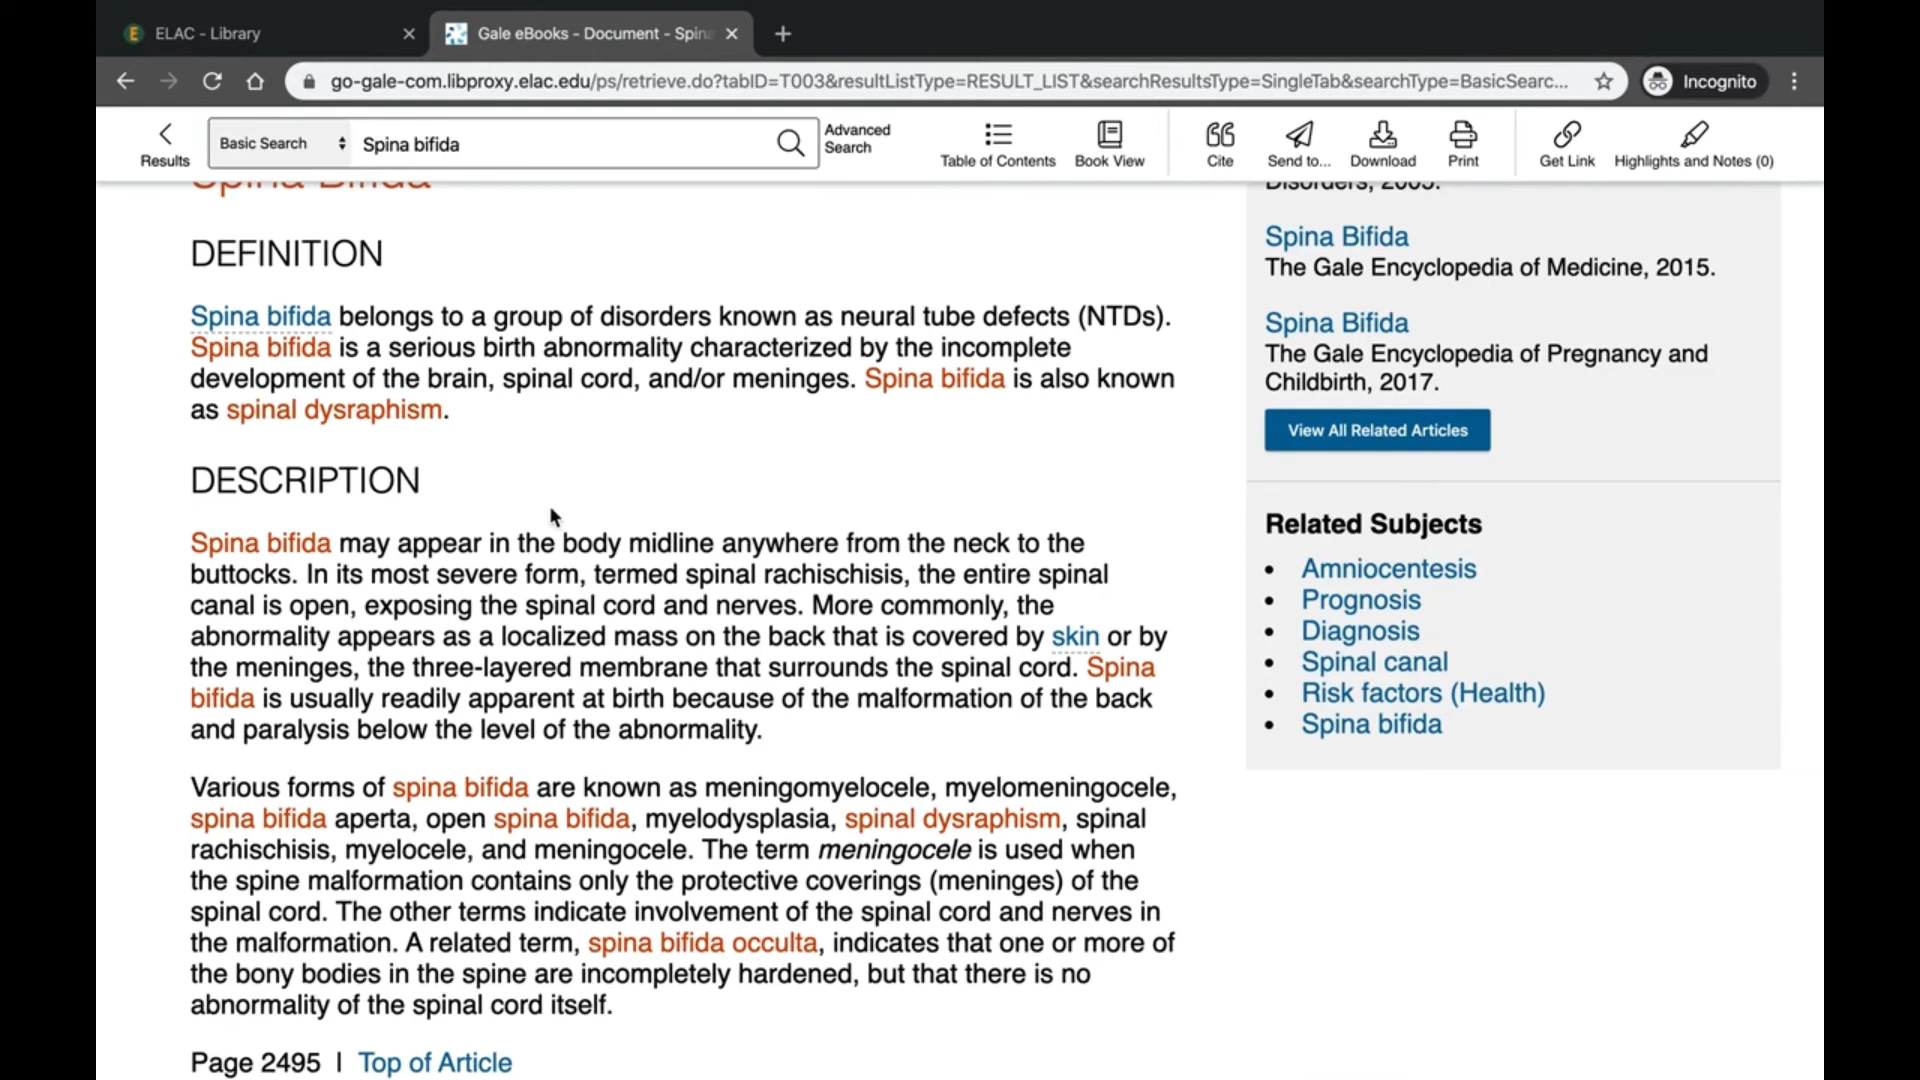 ELAC - Library
Gale eBooks - Document - Spina
go-gale-com.libproxy.elac.edu/ps/retrieve.do?tabID=T003&resultListType=RESULT_LIST&searchResultsType=SingleTab&searchType=BasicSearc...
Incognito
Results
Basic Search
Spina bifida
Advanced
Search
Table of Contents
Book View
Cite
Send to...
Download
Print
Get Link
Highlights and Notes (0)
Spina Bifida
DEFINITION
Spina bifida belongs to a group of disorders known as neural tube defects (NTDs).
Spina bifida is a serious birth abnormality characterized by the incomplete
development of the brain, spinal cord, and/or meninges. Spina bifida is also known
as spinal dysraphism.
DESCRIPTION
Spina bifida may appear in the body midline anywhere from the neck to the
buttocks. In its most severe form, termed spinal rachischisis, the entire spinal
canal is open, exposing the spinal cord and nerves. More commonly, the
abnormality appears as a localized mass on the back that is covered by skin or by
the meninges, the three-layered membrane that surrounds the spinal cord. Spina
bifida is usually readily apparent at birth because of the malformation of the back
and paralysis below the level of the abnormality.
Various forms of spina bifida are known as meningomyelocele, myelomeningocele,
spina bifida aperta, open spina bifida, myelodysplasia, spinal dysraphism, spinal
rachischisis, myelocele, and meningocele. The term meningocele is used when
the spine malformation contains only the protective coverings (meninges) of the
spinal cord. The other terms indicate involvement of the spinal cord and nerves in
the malformation. A related term, spina bifida occulta, indicates that one or more of
the bony bodies in the spine are incompletely hardened, but that there is no
abnormality of the spinal cord itself.
Page 2495 | Top of Article
Disorders, 2005.
Spina Bifida
The Gale Encyclopedia of Medicine, 2015.
Spina Bifida
The Gale Encyclopedia of Pregnancy and
Childbirth, 2017.
View All Related Articles
Related Subjects
• Amniocentesis
• Prognosis
• Diagnosis
• Spinal canal
• Risk factors (Health)
• Spina bifida